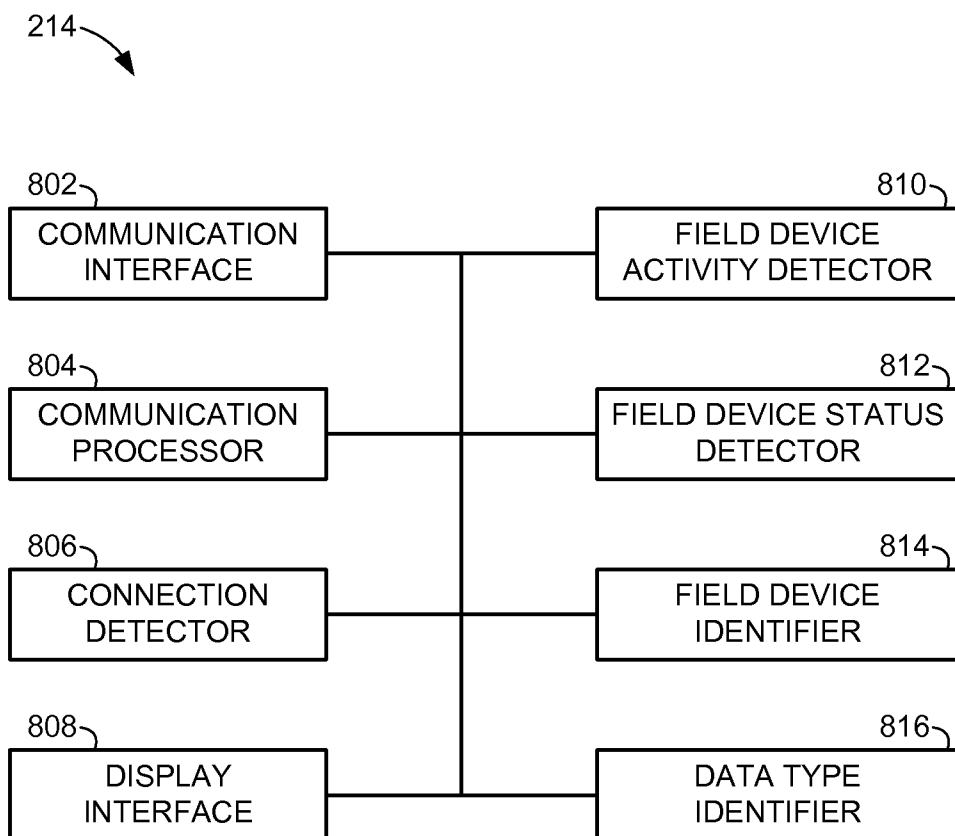 214
802
COMMUNICATION
INTERFACE
810
FIELD DEVICE
ACTIVITY DETECTOR
804
COMMUNICATION
PROCESSOR
812
FIELD DEVICE STATUS
DETECTOR
806
CONNECTION
DETECTOR
814
FIELD DEVICE
IDENTIFIER
808
DISPLAY
INTERFACE
816
DATA TYPE
IDENTIFIER